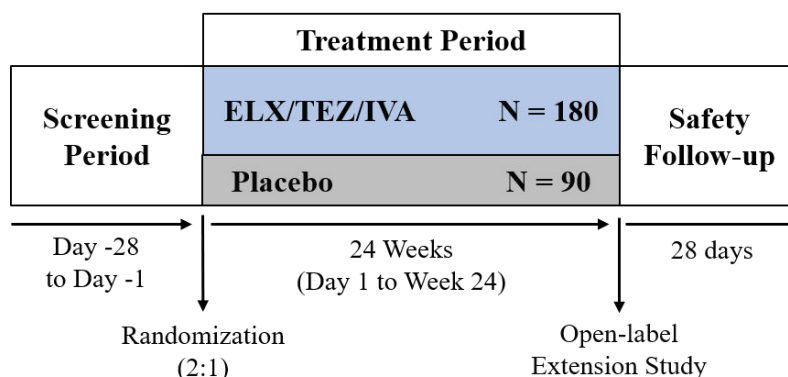 Treatment Period
Screening
Period
ELX/TEZ/IVA N = 180
Placebo N = 90
Safety
Follow-up
Day -28
to Day -1
24 Weeks
(Day 1 to Week 24)
28 days
Randomization
(2:1)
Open-label
Extension Study